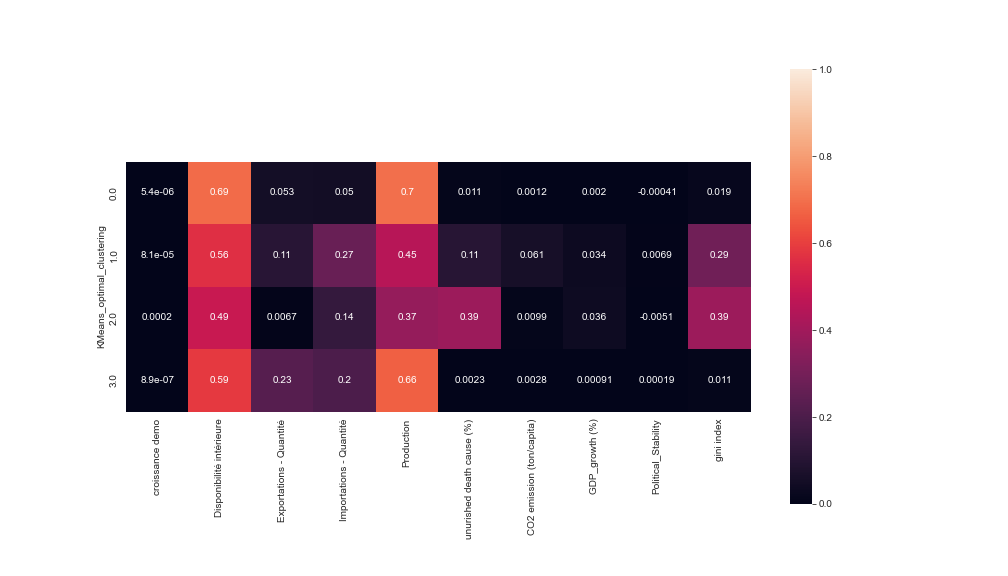 1.0
0.8
0.6
0.4
0.2
0.0
KMeans_optimal_clustering
0.0
5.4e-06 0.69 0.053 0.05 0.7 0.011 0.0012 0.002 -0.00041 0.019
1.0
8.1e-05 0.56 0.11 0.27 0.45 0.11 0.061 0.034 0.0069 0.29
2.0
0.0002 0.49 0.0067 0.14 0.37 0.39 0.0099 0.036 -0.0051 0.39
3.0
8.9e-07 0.59 0.23 0.2 0.66 0.0023 0.0028 0.00091 0.00019 0.011
croissance demo
Disponibilité intérieure
Exportations - Quantité
Importations - Quantité
Production
unurished death cause (%)
CO2 emission (ton/capita)
GDP_growth (%)
Political_Stability
gini index